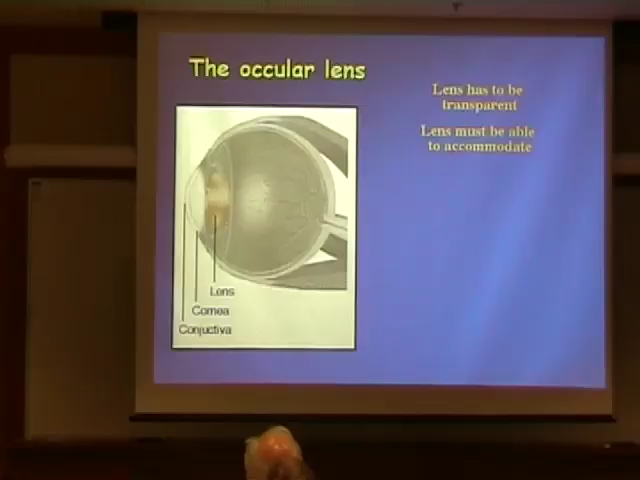 The occular lens
Lens has to be
transparent
Lens must be able
to accommodate
Lens
Cornea
Conjuctiva